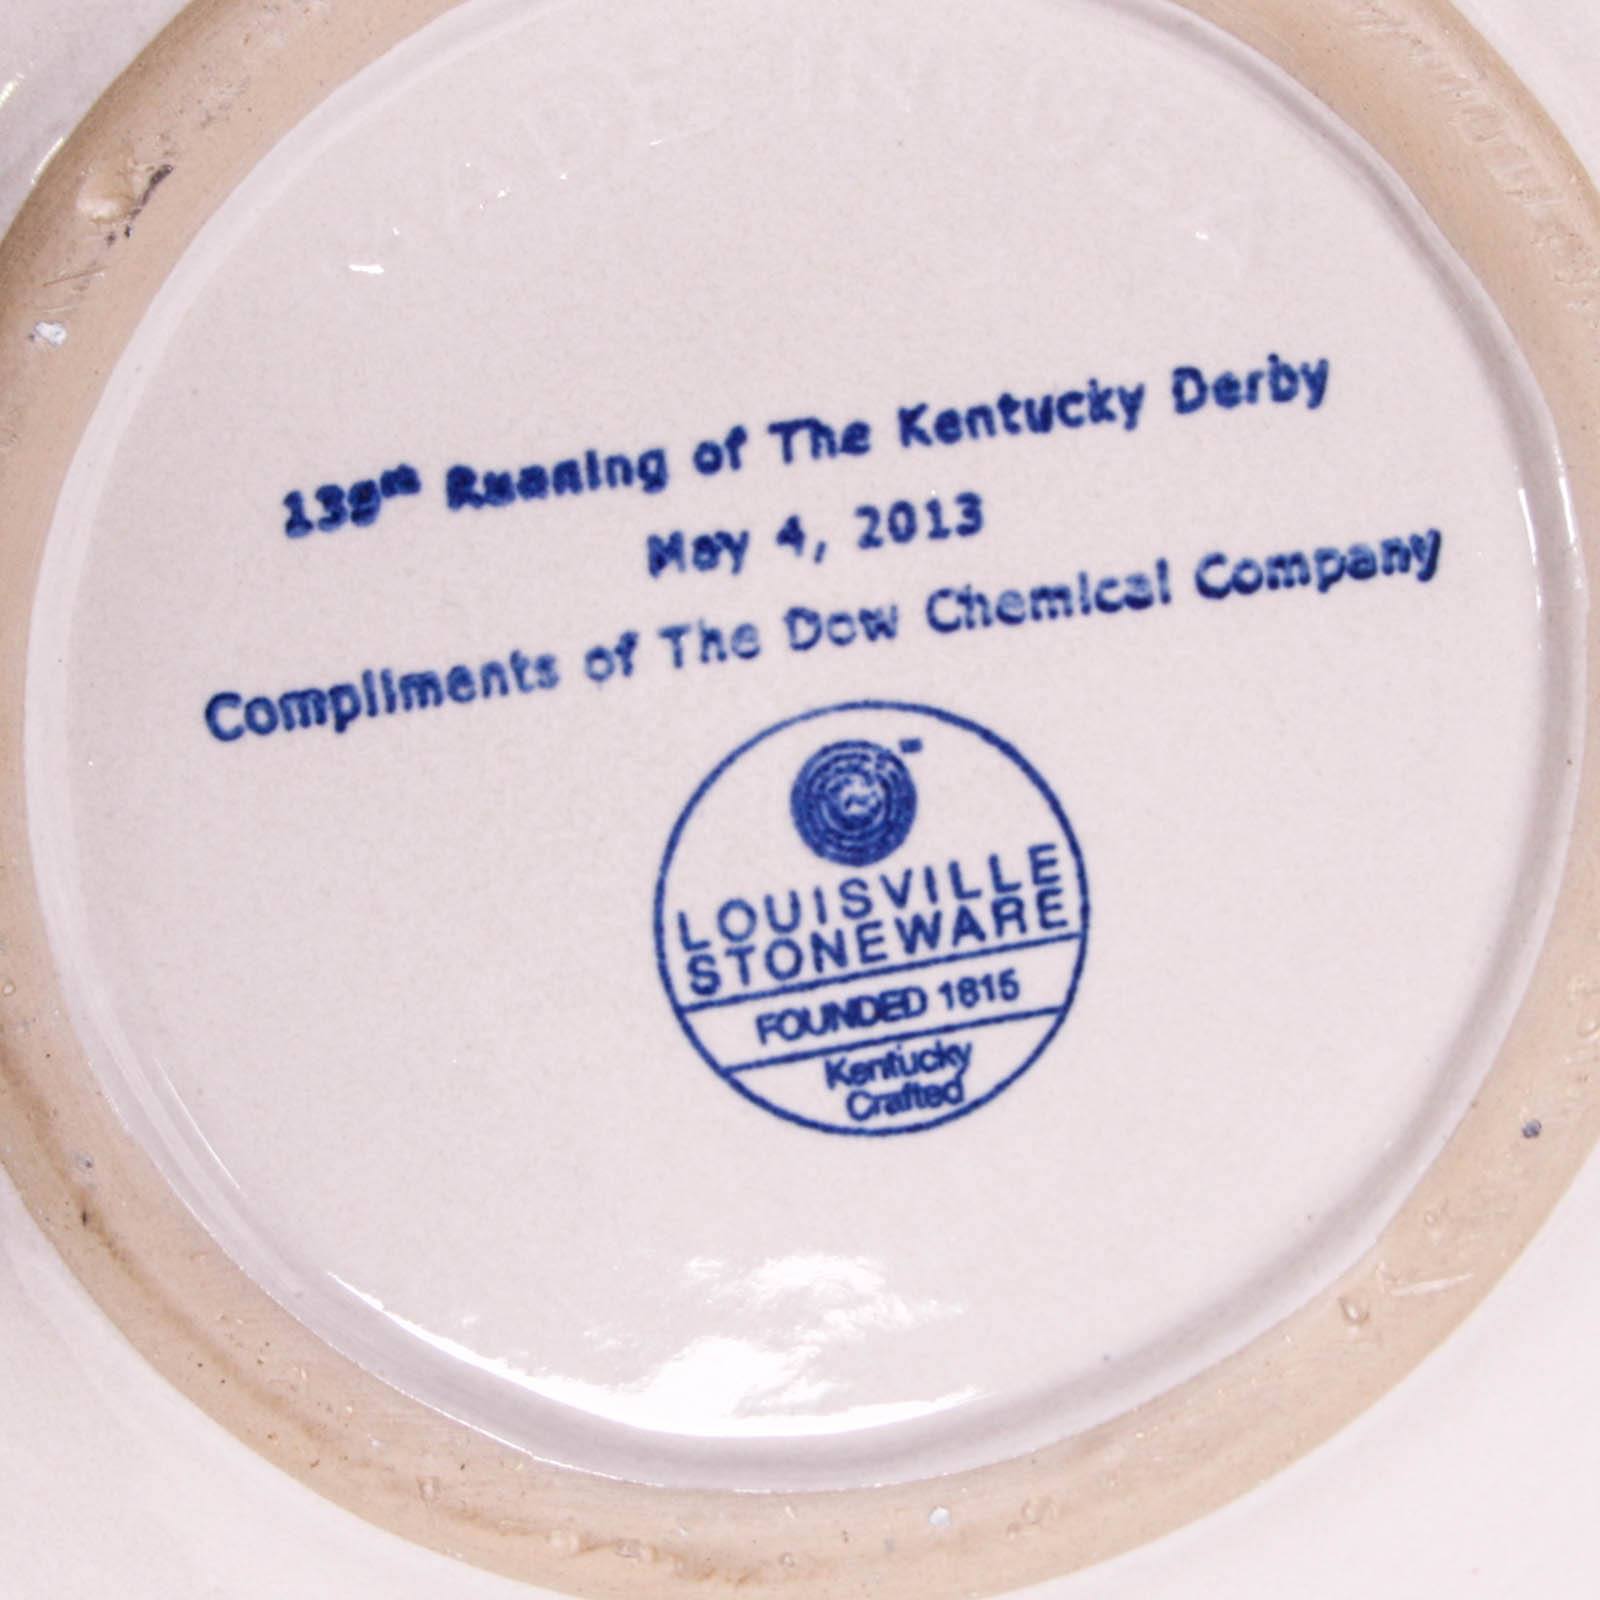 139th Running of The Kentucky Derby
May 4, 2013
Compliments of The Dow Chemical Company
LOUISVILLE
STONEWARE
FOUNDED 1815
Kentucky
Crafted